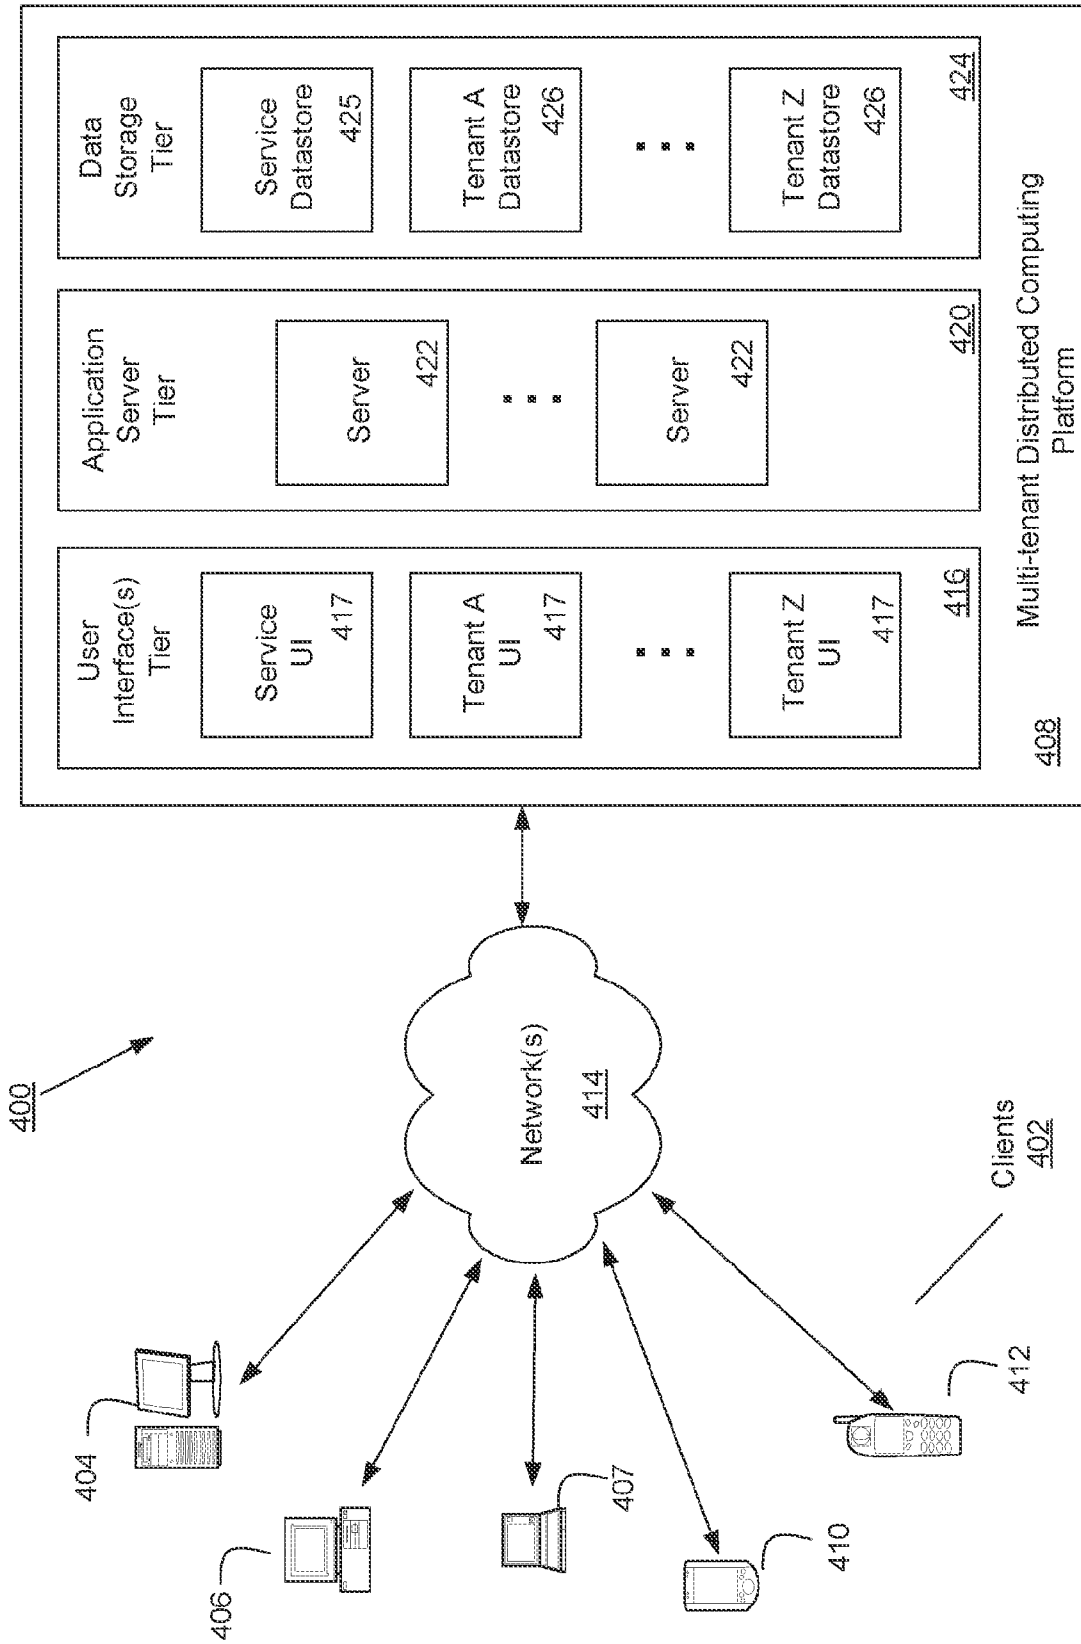 400
404
406
407
410
412
Clients
402
Network(s)
414
User
Interface(s)
Tier
Service
UI
417
Tenant A
UI
417
Tenant Z
UI
417
416
Application
Server
Tier
Server
422
Server
422
420
Data
Storage
Tier
Service
Datastore
425
Tenant A
Datastore
426
Tenant Z
Datastore
426
424
408
Multi-tenant Distributed Computing
Platform